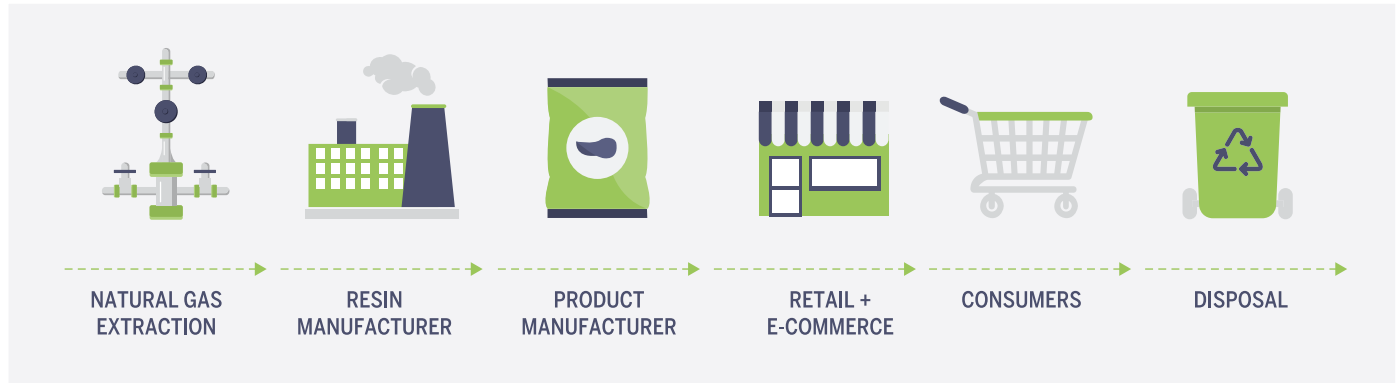 NATURAL GAS
EXTRACTION
RESIN
MANUFACTURER
PRODUCT
MANUFACTURER
RETAIL +
E-COMMERCE
CONSUMERS
DISPOSAL